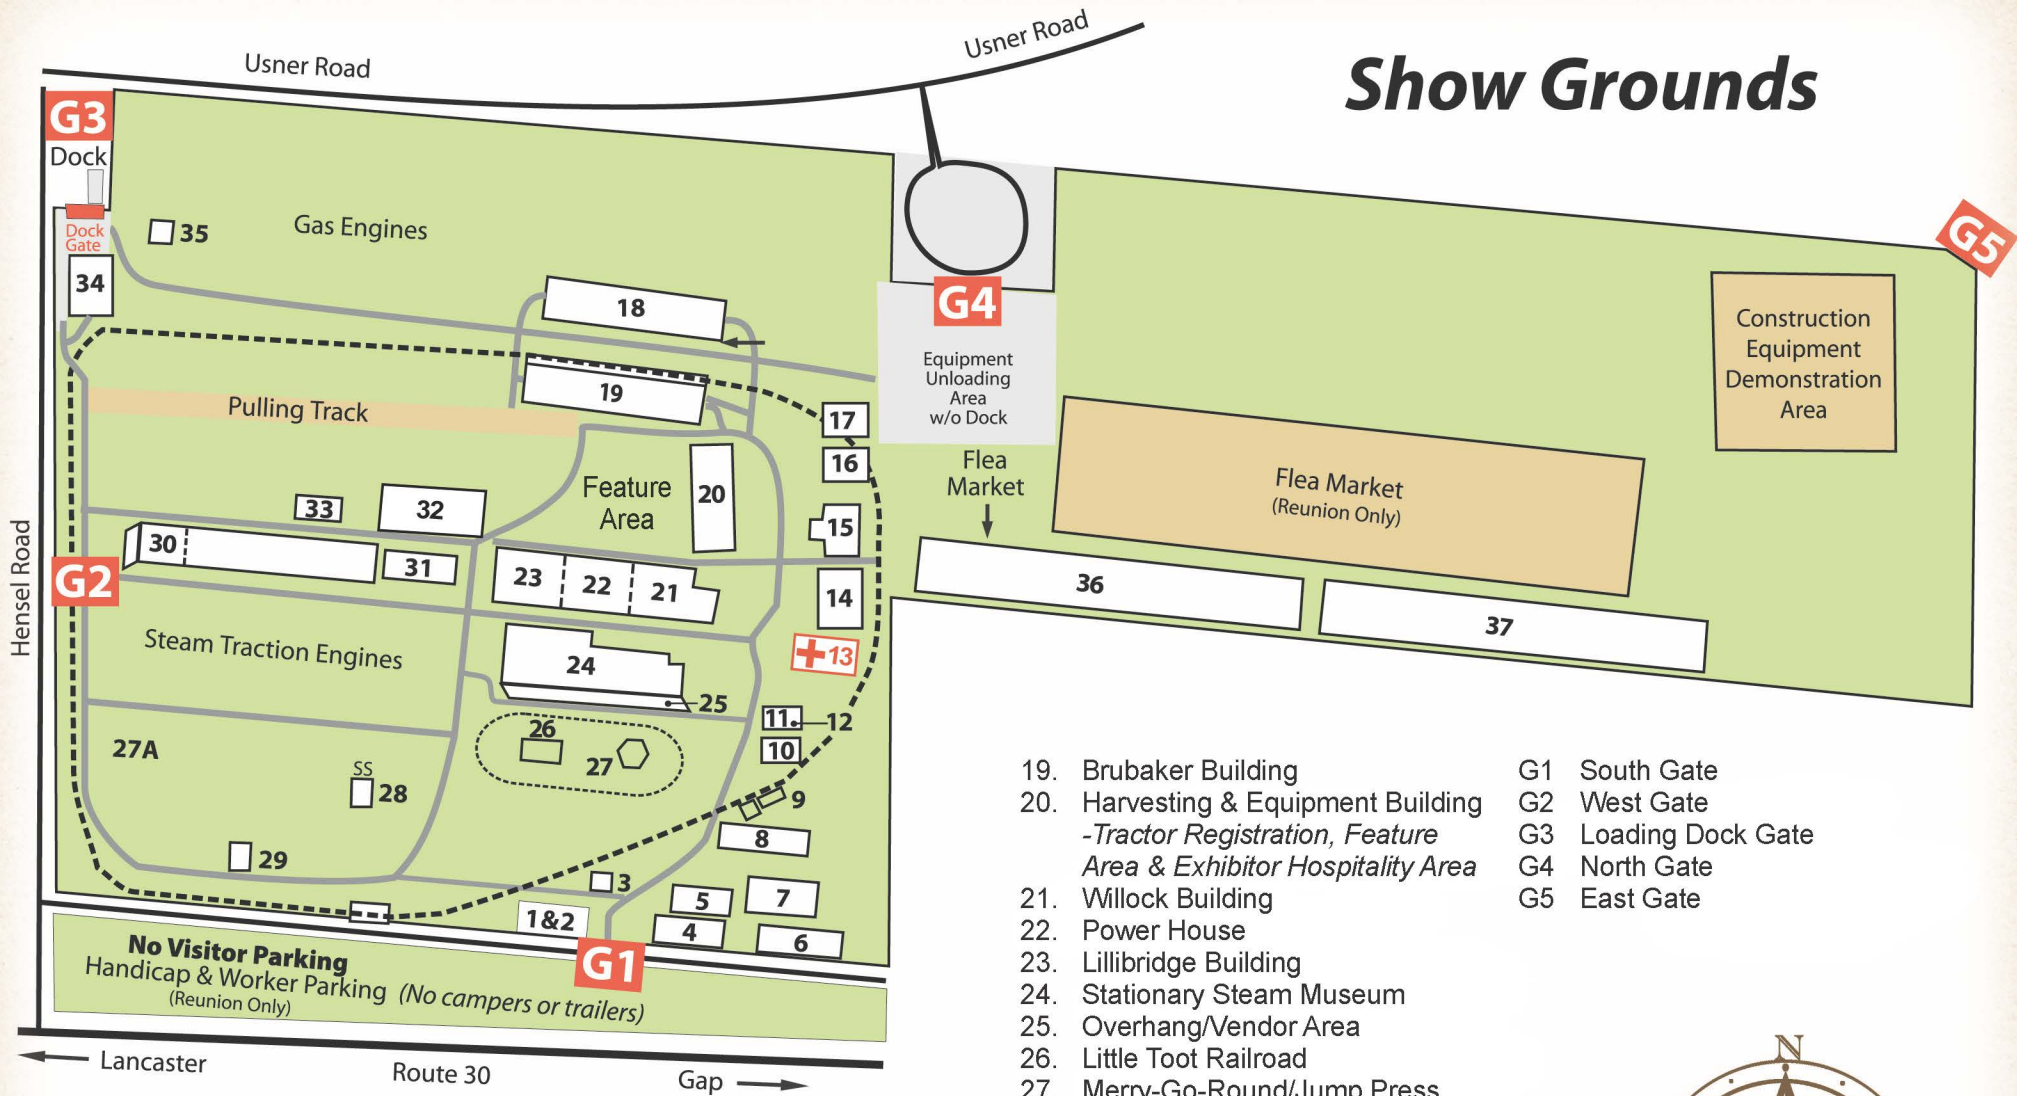 Show Grounds
Usner Road
Usner Road
G3
Dock
Dock
Gate
34
35
Gas Engines
18
G4
Equipment
Unloading
Area
w/o Dock
G5
Construction
Equipment
Demonstration
Area
Pulling Track
19
17
16
Feature
Area
20
15
Flea
Market
Flea Market
(Reunion Only)
33
32
30
31
23
22
21
14
36
37
Hensel Road
G2
Steam Traction Engines
24
13
25
11
12
10
26
27
27A
SS
28
9
8
29
3
5
7
1&2
4
6
G1
No Visitor Parking
Handicap & Worker Parking (No campers or trailers)
(Reunion Only)
Lancaster
Route 30
Gap
19. Brubaker Building
20. Harvesting & Equipment Building
-Tractor Registration, Feature
Area & Exhibitor Hospitality Area
21. Willock Building
22. Power House
23. Lillibridge Building
24. Stationary Steam Museum
25. Overhang/Vendor Area
26. Little Toot Railroad
27. Merry-Go-Round/Jump Press
G1 South Gate
G2 West Gate
G3 Loading Dock Gate
G4 North Gate
G5 East Gate
N